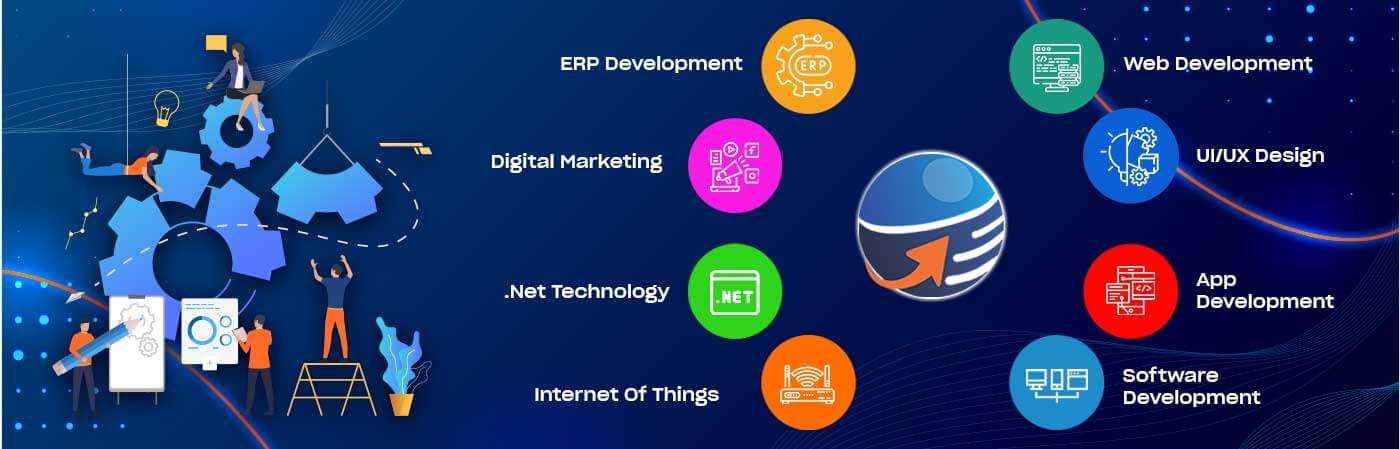 ERP Development
ERP
Digital Marketing
.Net Technology
.NET
Internet Of Things
Web Development
UI/UX Design
App
Development
Software
Development